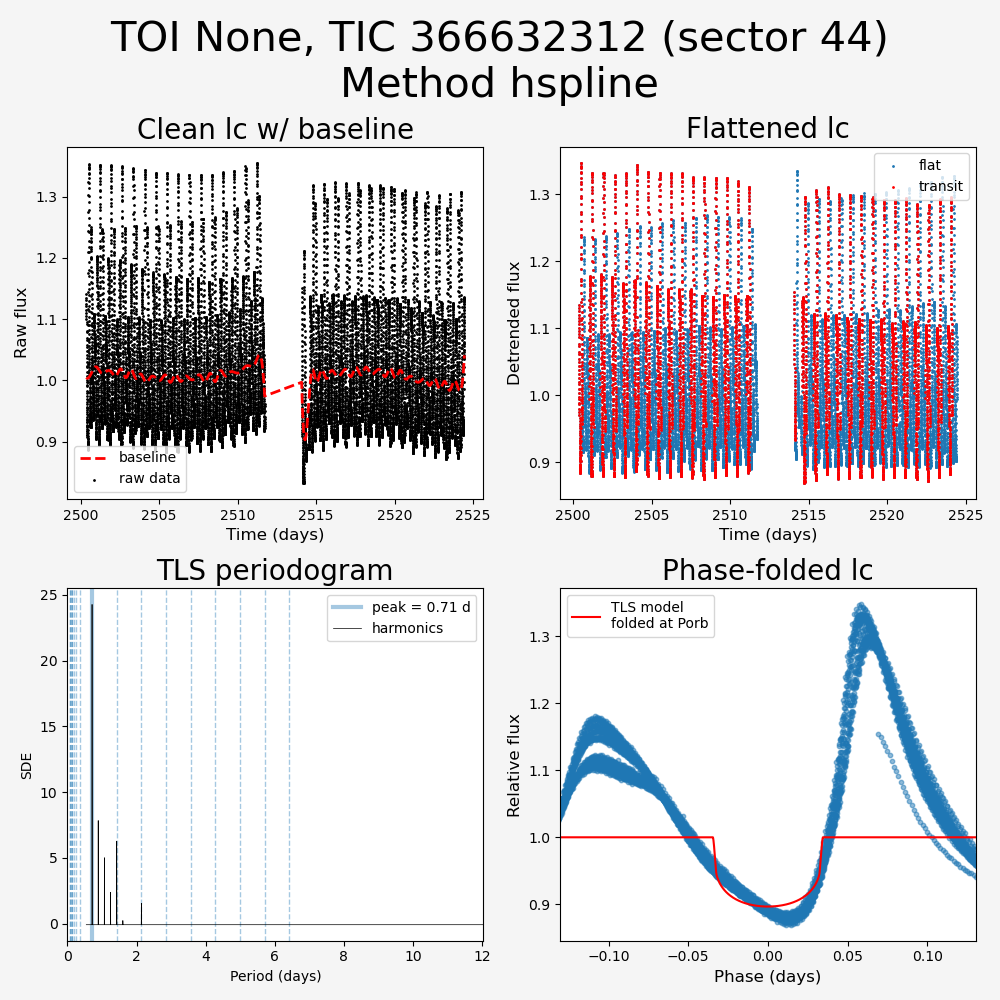 TOI None, TIC 366632312 (sector 44)
Method hspline
Clean lc w/ baseline
Raw flux
1.3
1.2
1.1
1.0
0.9
baseline
raw data
2500
2505
2510
2515
2520
2525
Time (days)
Flattened lc
Detrended flux
1.3
1.2
1.1
1.0
0.9
flat
transit
2500
2505
2510
2515
2520
2525
Time (days)
TLS periodogram
SDE
25
20
15
10
5
0
peak = 0.71 d
harmonics
0
2
4
6
8
10
12
Period (days)
Phase-folded lc
Relative flux
1.3
1.2
1.1
1.0
0.9
TLS model
folded at Porb
−0.10
−0.05
0.00
0.05
0.10
Phase (days)